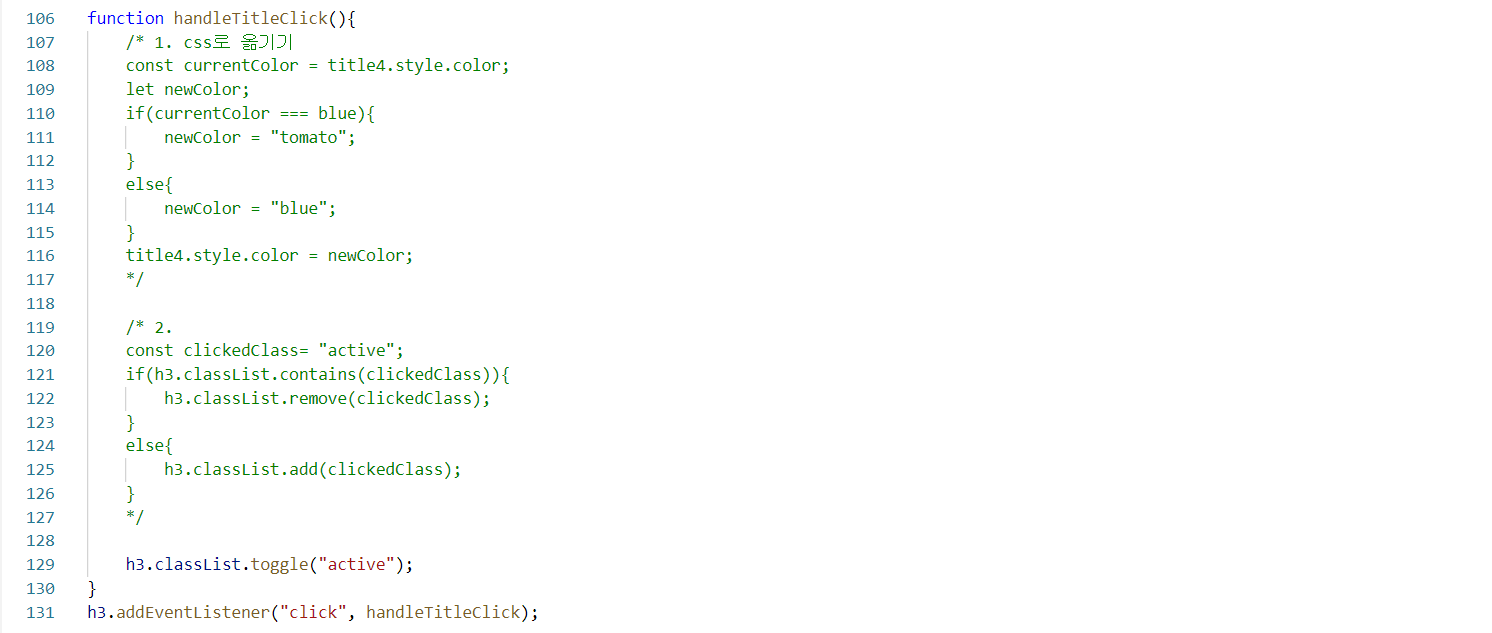 106 function handleTitleClick(){
107 /* 1. css로 옮기기
108 const currentColor = title4.style.color;
109 let newColor;
110 if(currentColor === blue){
111 newColor = "tomato";
112 }
113 else{
114 newColor = "blue";
115 }
116 title4.style.color = newColor;
117 */
118
119 /* 2.
120 const clickedClass= "active";
121 if(h3.classList.contains(clickedClass)){
122 h3.classList.remove(clickedClass);
123 }
124 else{
125 h3.classList.add(clickedClass);
126 }
127 */
128
129 h3.classList.toggle("active");
130 }
131 h3.addEventListener("click", handleTitleClick);